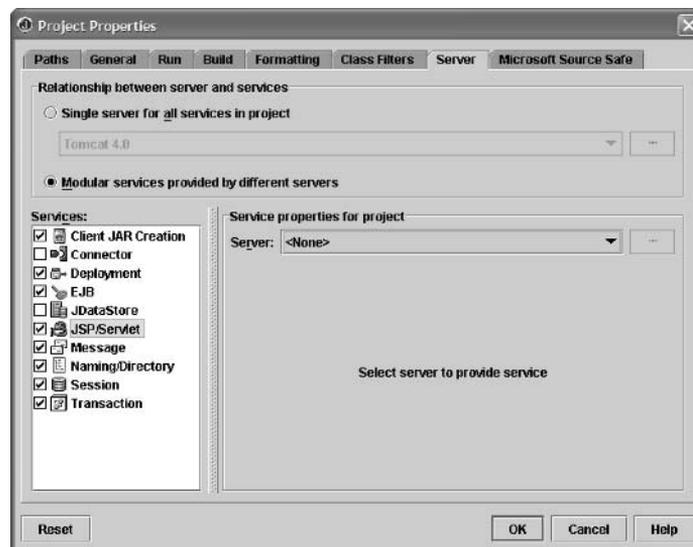 Project Properties
Paths General Run Build Formatting Class Filters Server Microsoft Source Safe
Relationship between server and services
Single server for all services in project
Tomcat 4.0
...
Modular services provided by different servers
Services:
Client JAR Creation
Connector
Deployment
EJB
JDataStore
JSP/Servlet
Message
Naming/Directory
Session
Transaction
Service properties for project
Server: <None>
...
Select server to provide service
Reset OK Cancel Help